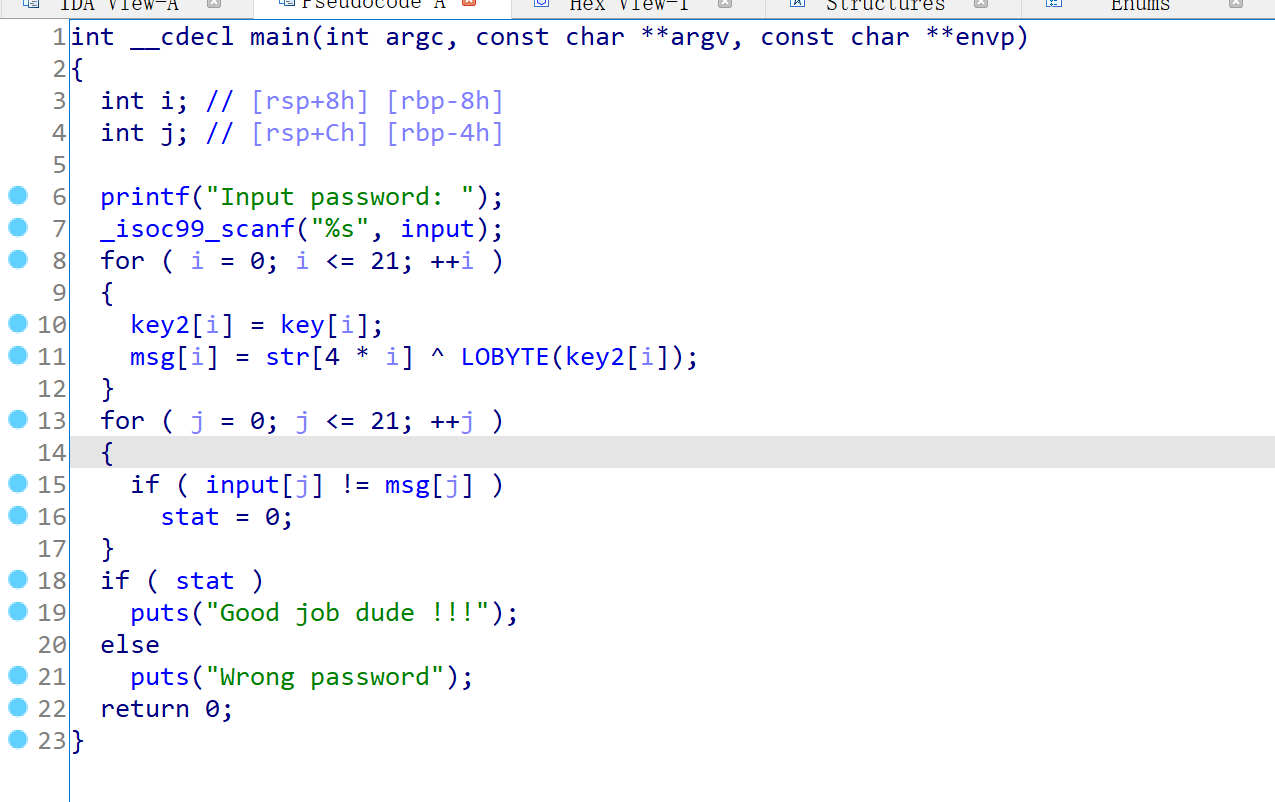 IDA View-A Pseudocode A Hex View-1 Structures Enums
1 int __cdecl main(int argc, const char **argv, const char **envp)
2 {
3   int i; // [rsp+8h] [rbp-8h]
4   int j; // [rsp+Ch] [rbp-4h]
5
6   printf("Input password: ");
7   _isoc99_scanf("%s", input);
8   for ( i = 0; i <= 21; ++i )
9   {
10     key2[i] = key[i];
11     msg[i] = str[4 * i] ^ LOBYTE(key2[i]);
12   }
13   for ( j = 0; j <= 21; ++j )
14   {
15     if ( input[j] != msg[j] )
16       stat = 0;
17   }
18   if ( stat )
19     puts("Good job dude !!!");
20   else
21     puts("Wrong password");
22   return 0;
23 }